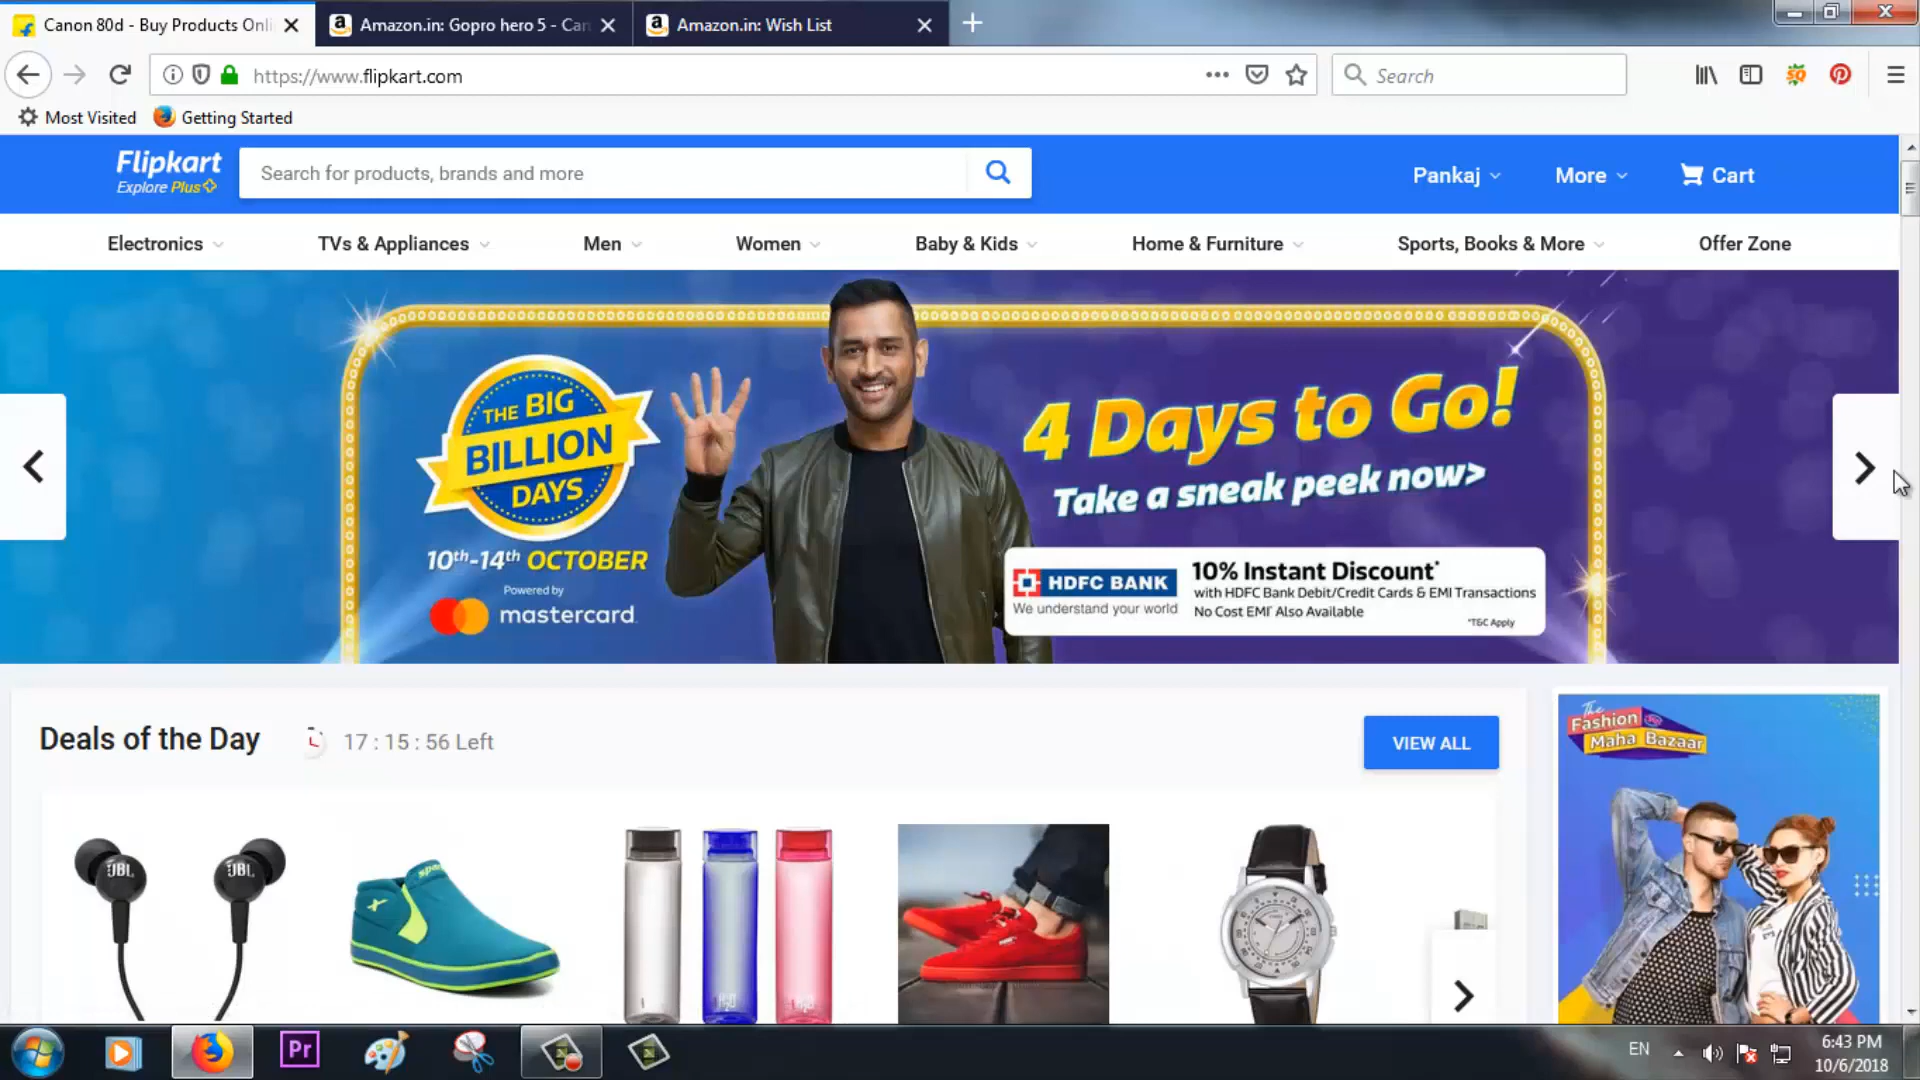 Canon 80d - Buy Products Onli
Amazon.in: Gopro hero 5 - Can
Amazon.in: Wish List
https://www.flipkart.com
Search
Most Visited
Getting Started
Flipkart
Explore Plus
Search for products, brands and more
Pankaj
More
Cart
Electronics
TVs & Appliances
Men
Women
Baby & Kids
Home & Furniture
Sports, Books & More
Offer Zone
THE BIG
BILLION
DAYS
10th-14th OCTOBER
Powered by
mastercard
4 Days to Go!
Take a sneak peek now>
HDFC BANK
We understand your world
10% Instant Discount*
with HDFC Bank Debit/Credit Cards & EMI Transactions
No Cost EMI* Also Available
*T&C Apply
Deals of the Day
17 : 15 : 56 Left
VIEW ALL
The
Fashion
Maha Bazaar
JBL
JBL
H2O
Pr
EN
6:43 PM
10/6/2018